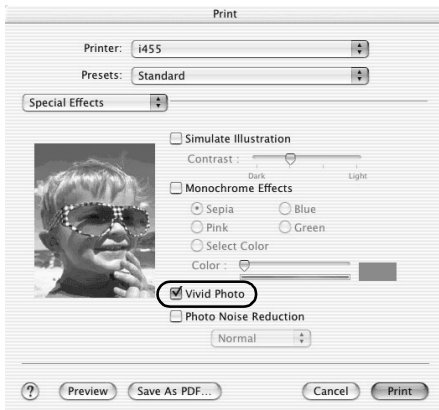 Print
Printer: i455
Presets: Standard
Special Effects
Simulate Illustration
Contrast :
Dark Light
Monochrome Effects
Sepia Blue
Pink Green
Select Color
Color :
Vivid Photo
Photo Noise Reduction
Normal
? Preview Save As PDF... Cancel Print